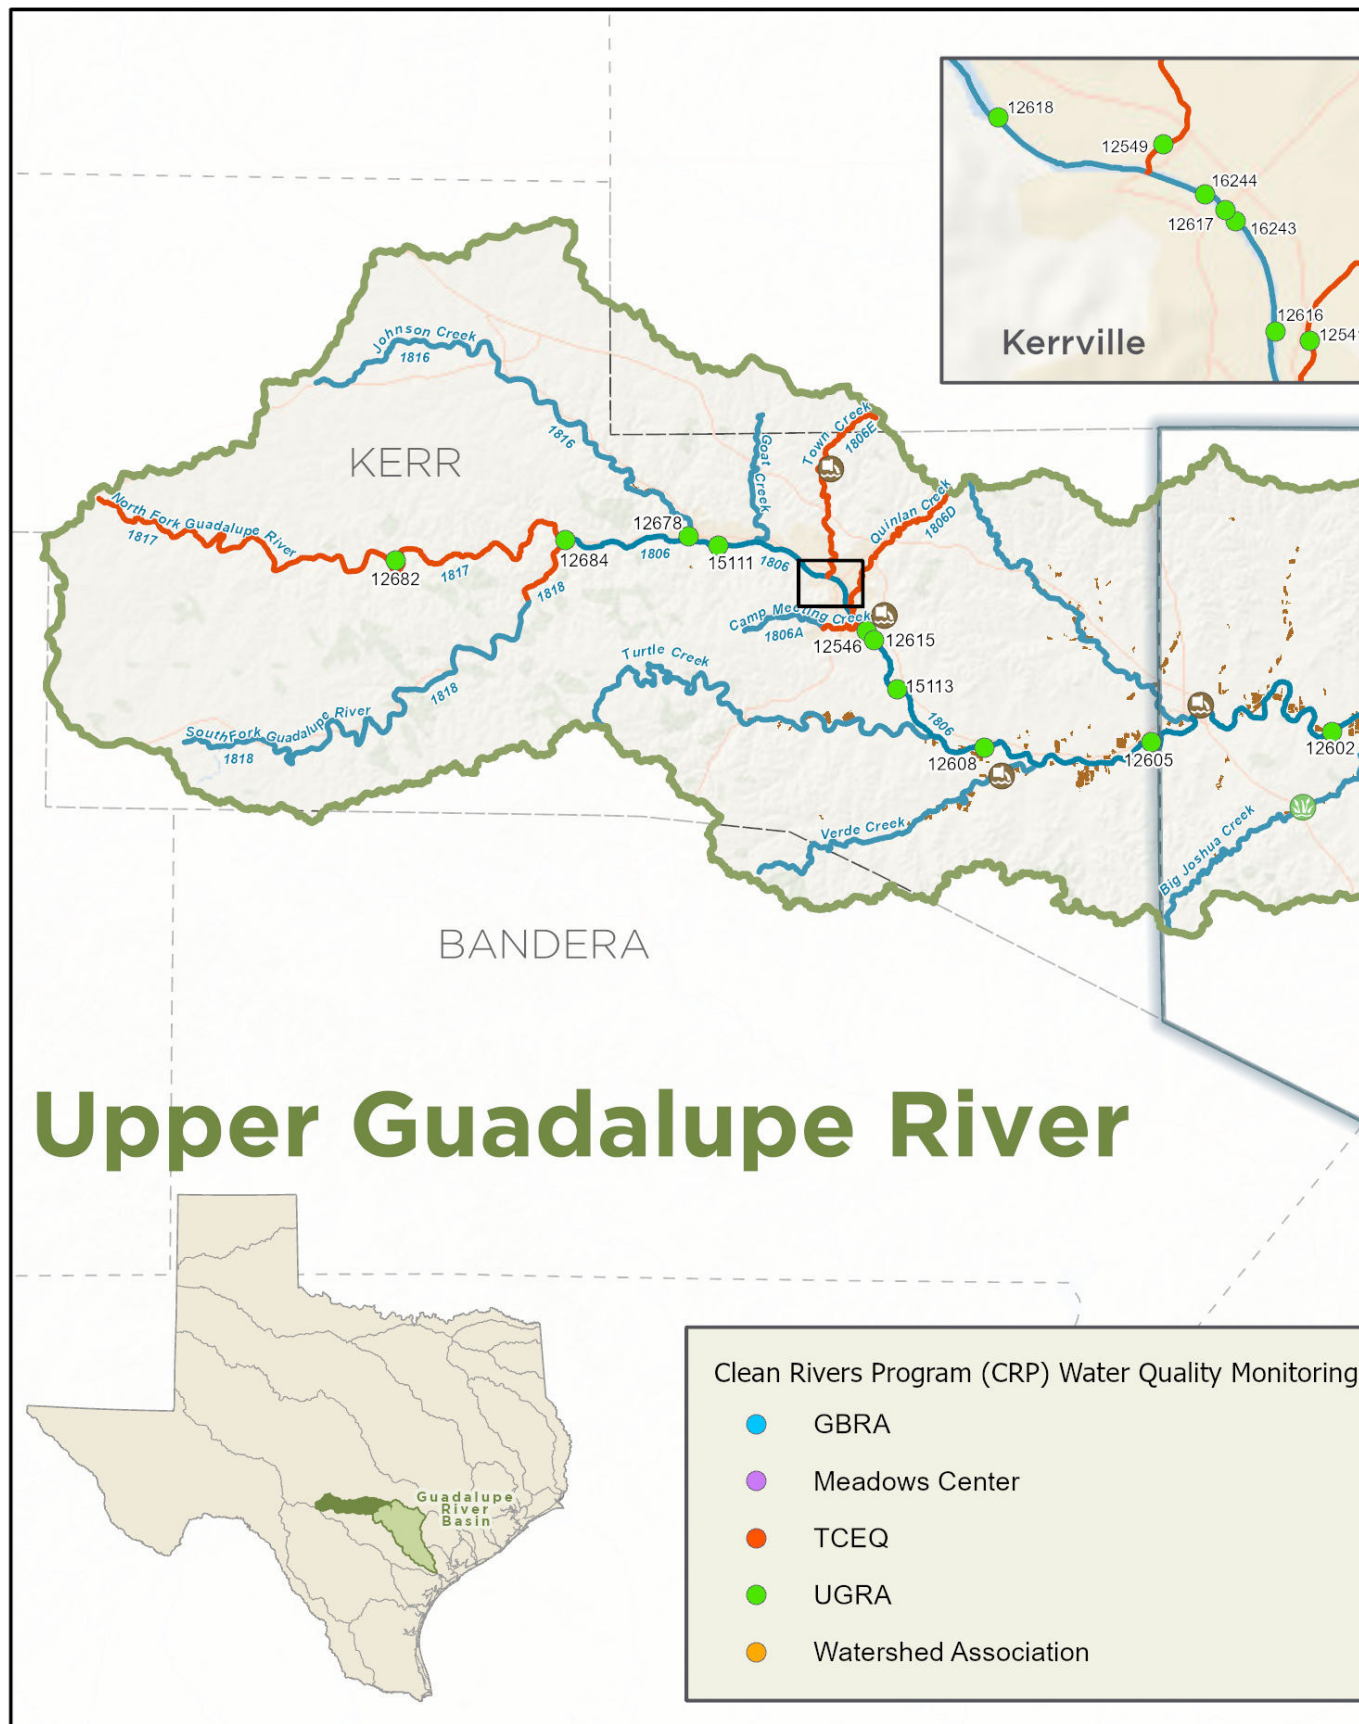 12618
12549
16244
12617
16243
12616
1254
Kerrville
Johnson Creek
1816
1816
KERR
Goat Creek
Town Creek
1806E
Quinlan Creek
1806D
North Fork Guadalupe River
1817
12682
1817
12684
1818
12678
1806
15111
1806
Camp Meeting Creek
1806A
12546
12615
Turtle Creek
15113
1818
1806
SouthFork Guadalupe River
1818
12608
12605
12602
Verde Creek
Big Joshua Creek
BANDERA
Upper Guadalupe River
Guadalupe
River
Basin
Clean Rivers Program (CRP) Water Quality Monitoring
GBRA
Meadows Center
TCEQ
UGRA
Watershed Association